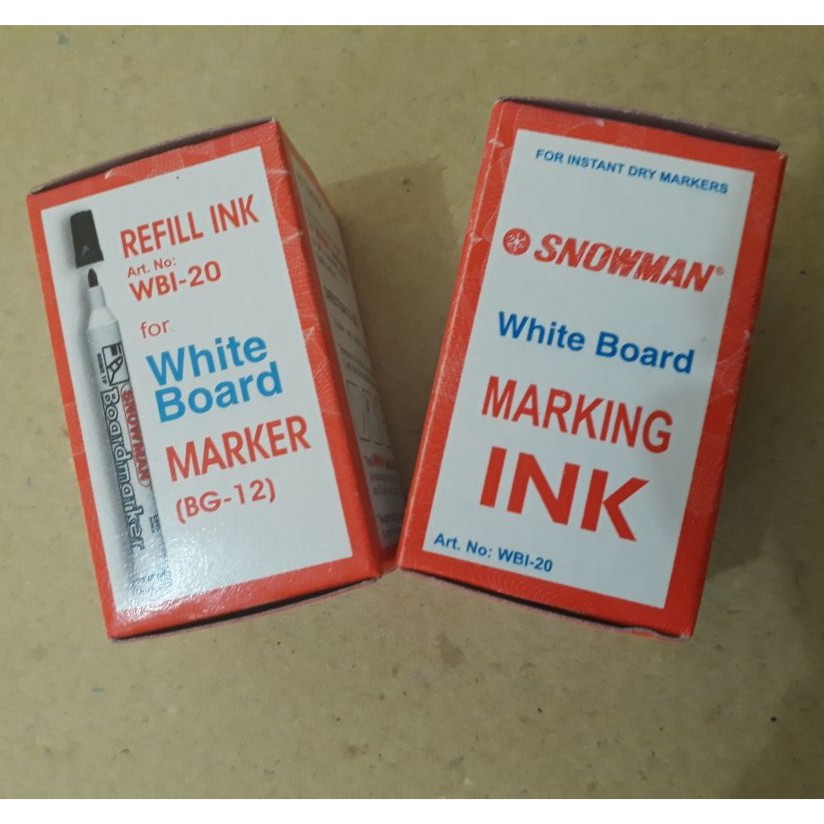 REFILL INK
Art. No:
WBI-20
for
White
Board
MARKER
(BG-12)
SNOWMAN
Boardmarker
FOR INSTANT DRY MARKERS
SNOWMAN®
White Board
MARKING
INK
Art. No: WBI-20